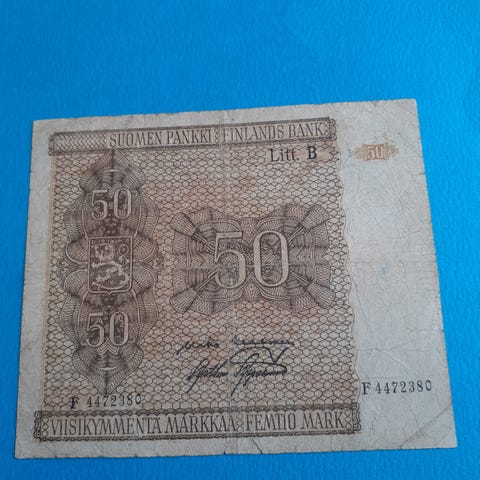 SUOMEN PANKKI FINLANDS BANK
Litt. B
50
50
50
50
F 4472380
F 4472380
VIISIKYMMENTÄ MARKKAA FEMTIO MARK